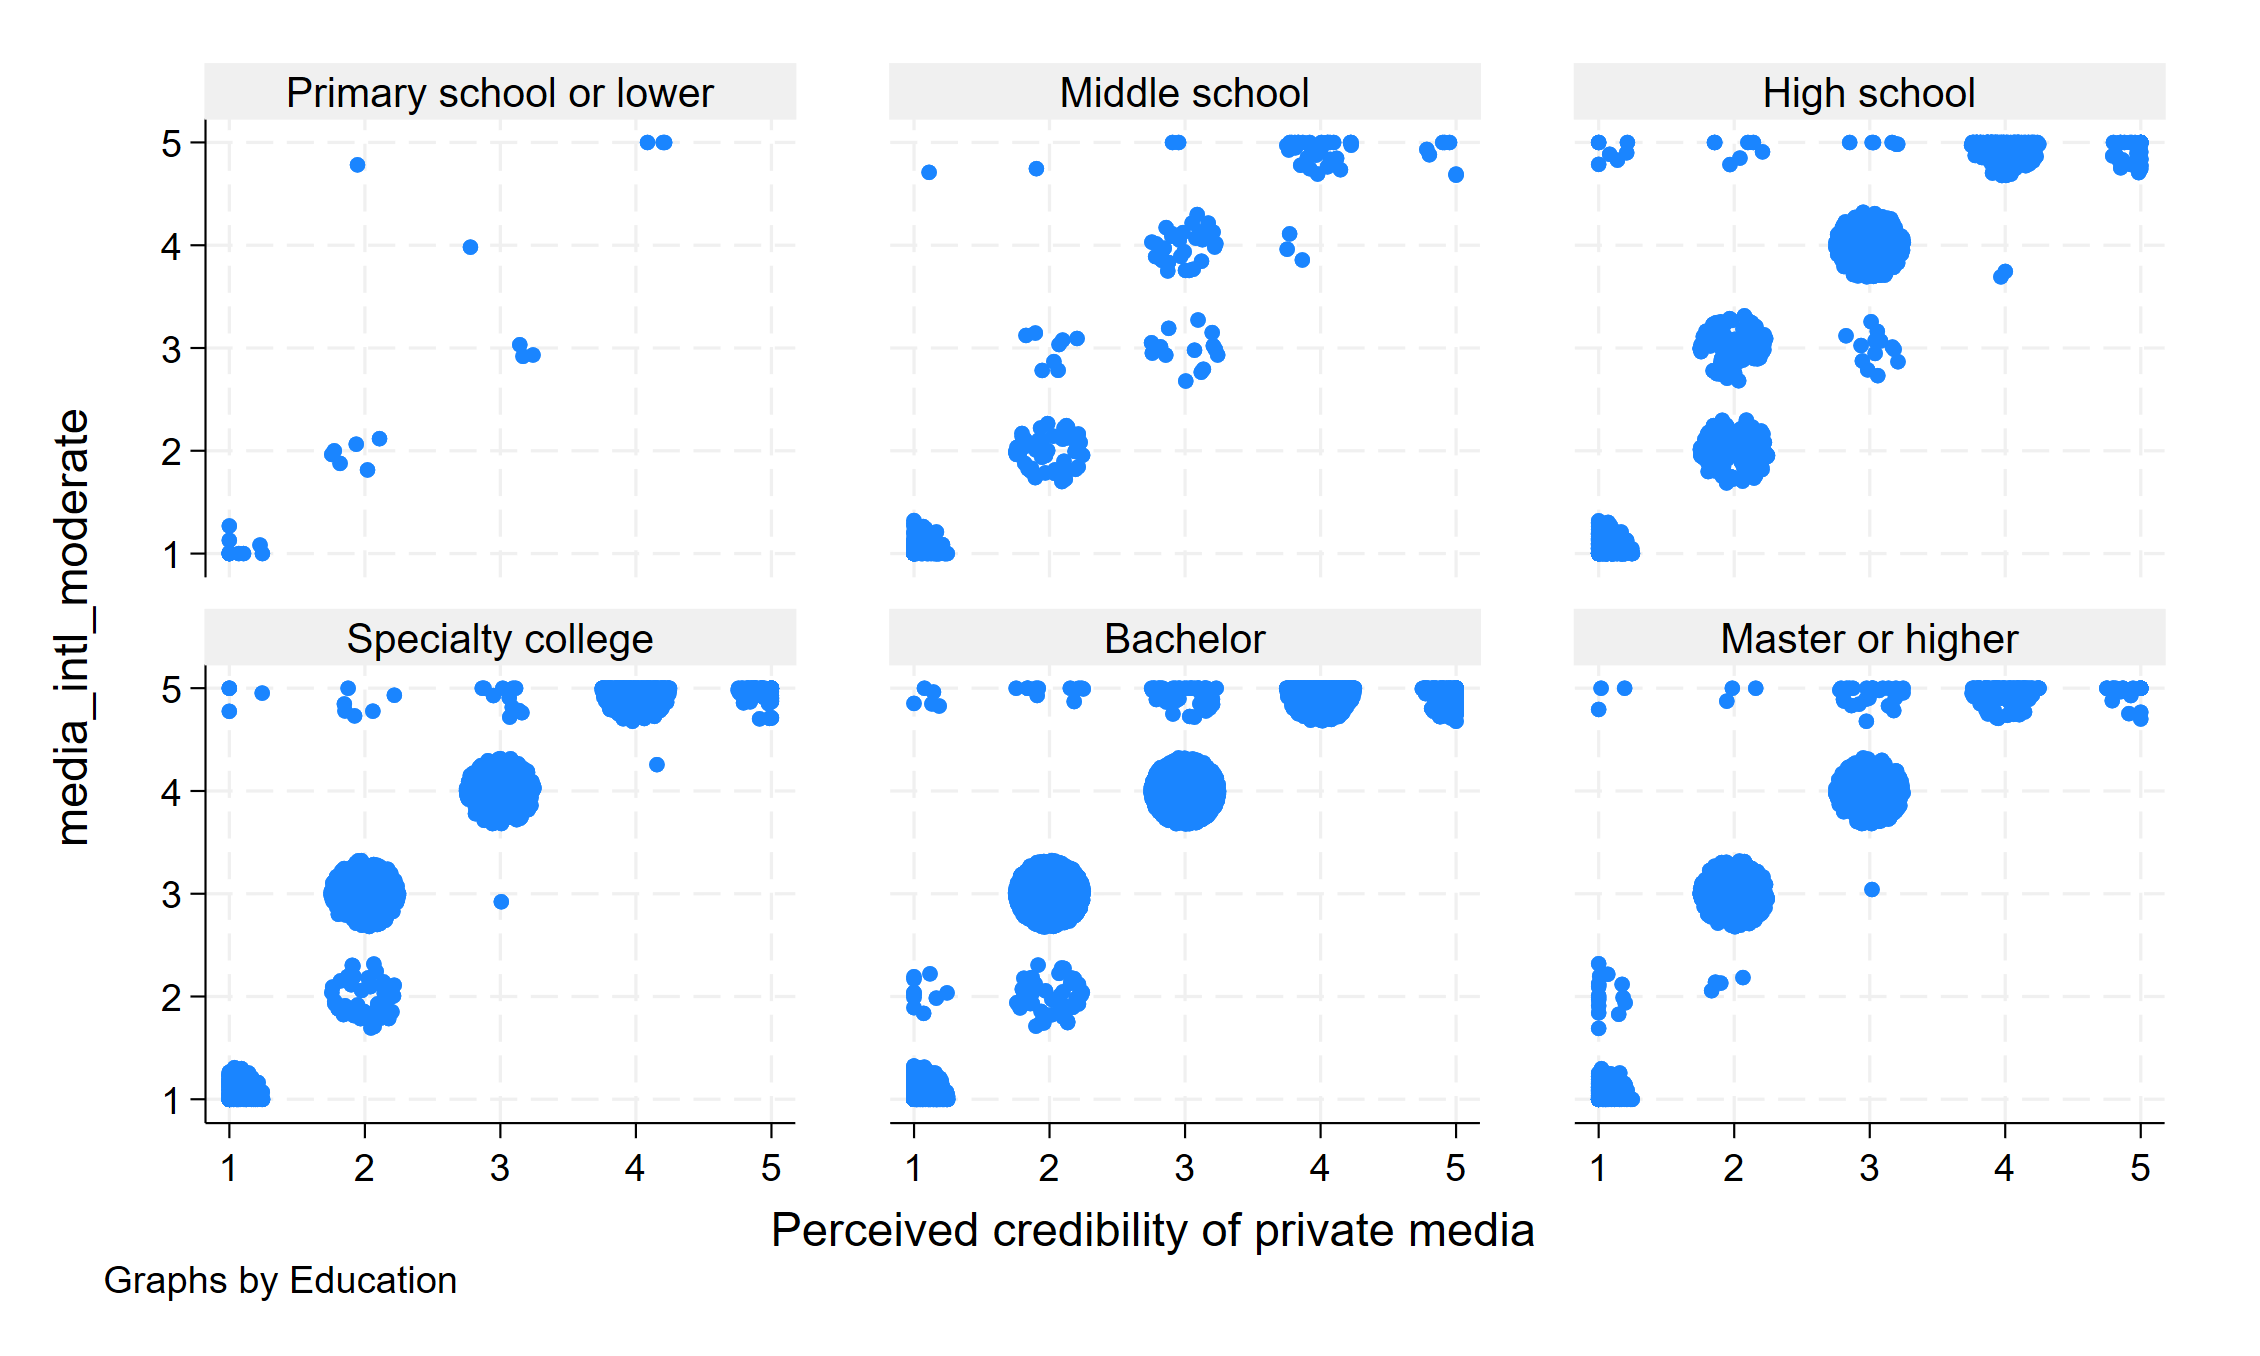 Primary school or lower
Middle school
High school
5
4
3
2
1
Specialty college
Bachelor
Master or higher
5
4
3
2
1
1 2 3 4 5
1 2 3 4 5
1 2 3 4 5
media_intl_moderate
Perceived credibility of private media
Graphs by Education